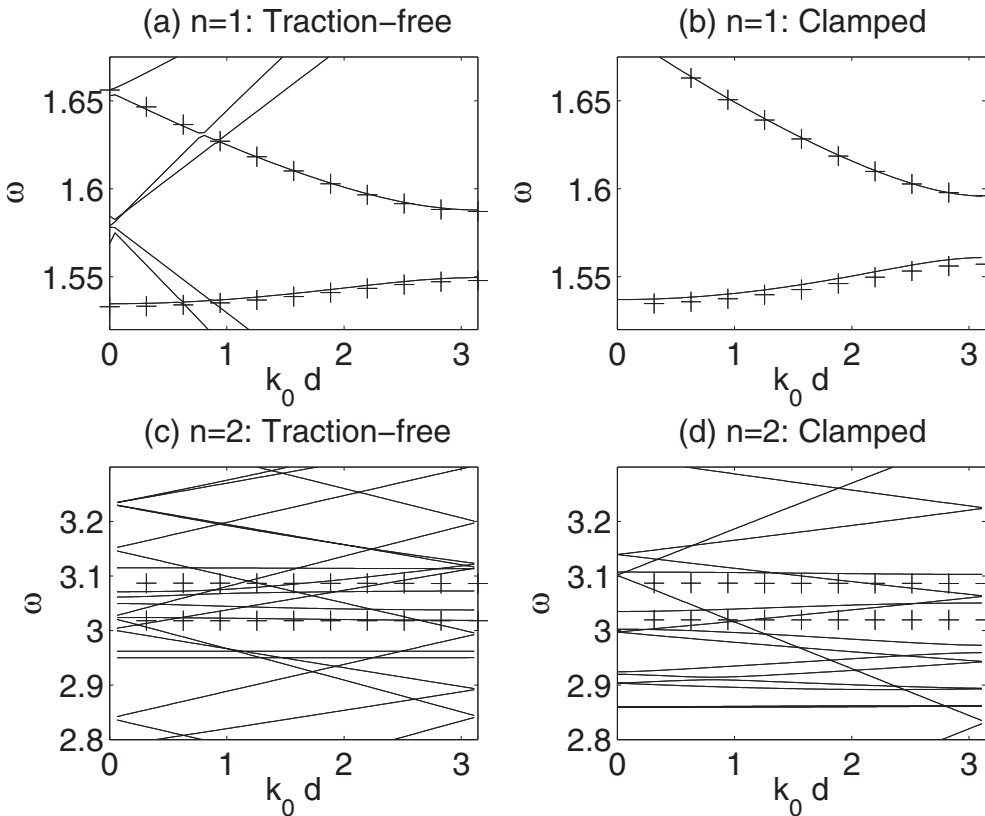 (a) n=1: Traction−free
1.65
1.6
1.55
ω
0 1 2 3
k₀ d
(b) n=1: Clamped
1.65
1.6
1.55
ω
0 1 2 3
k₀ d
(c) n=2: Traction−free
3.2
3.1
3
2.9
2.8
ω
0 1 2 3
k₀ d
(d) n=2: Clamped
3.2
3.1
3
2.9
2.8
ω
0 1 2 3
k₀ d